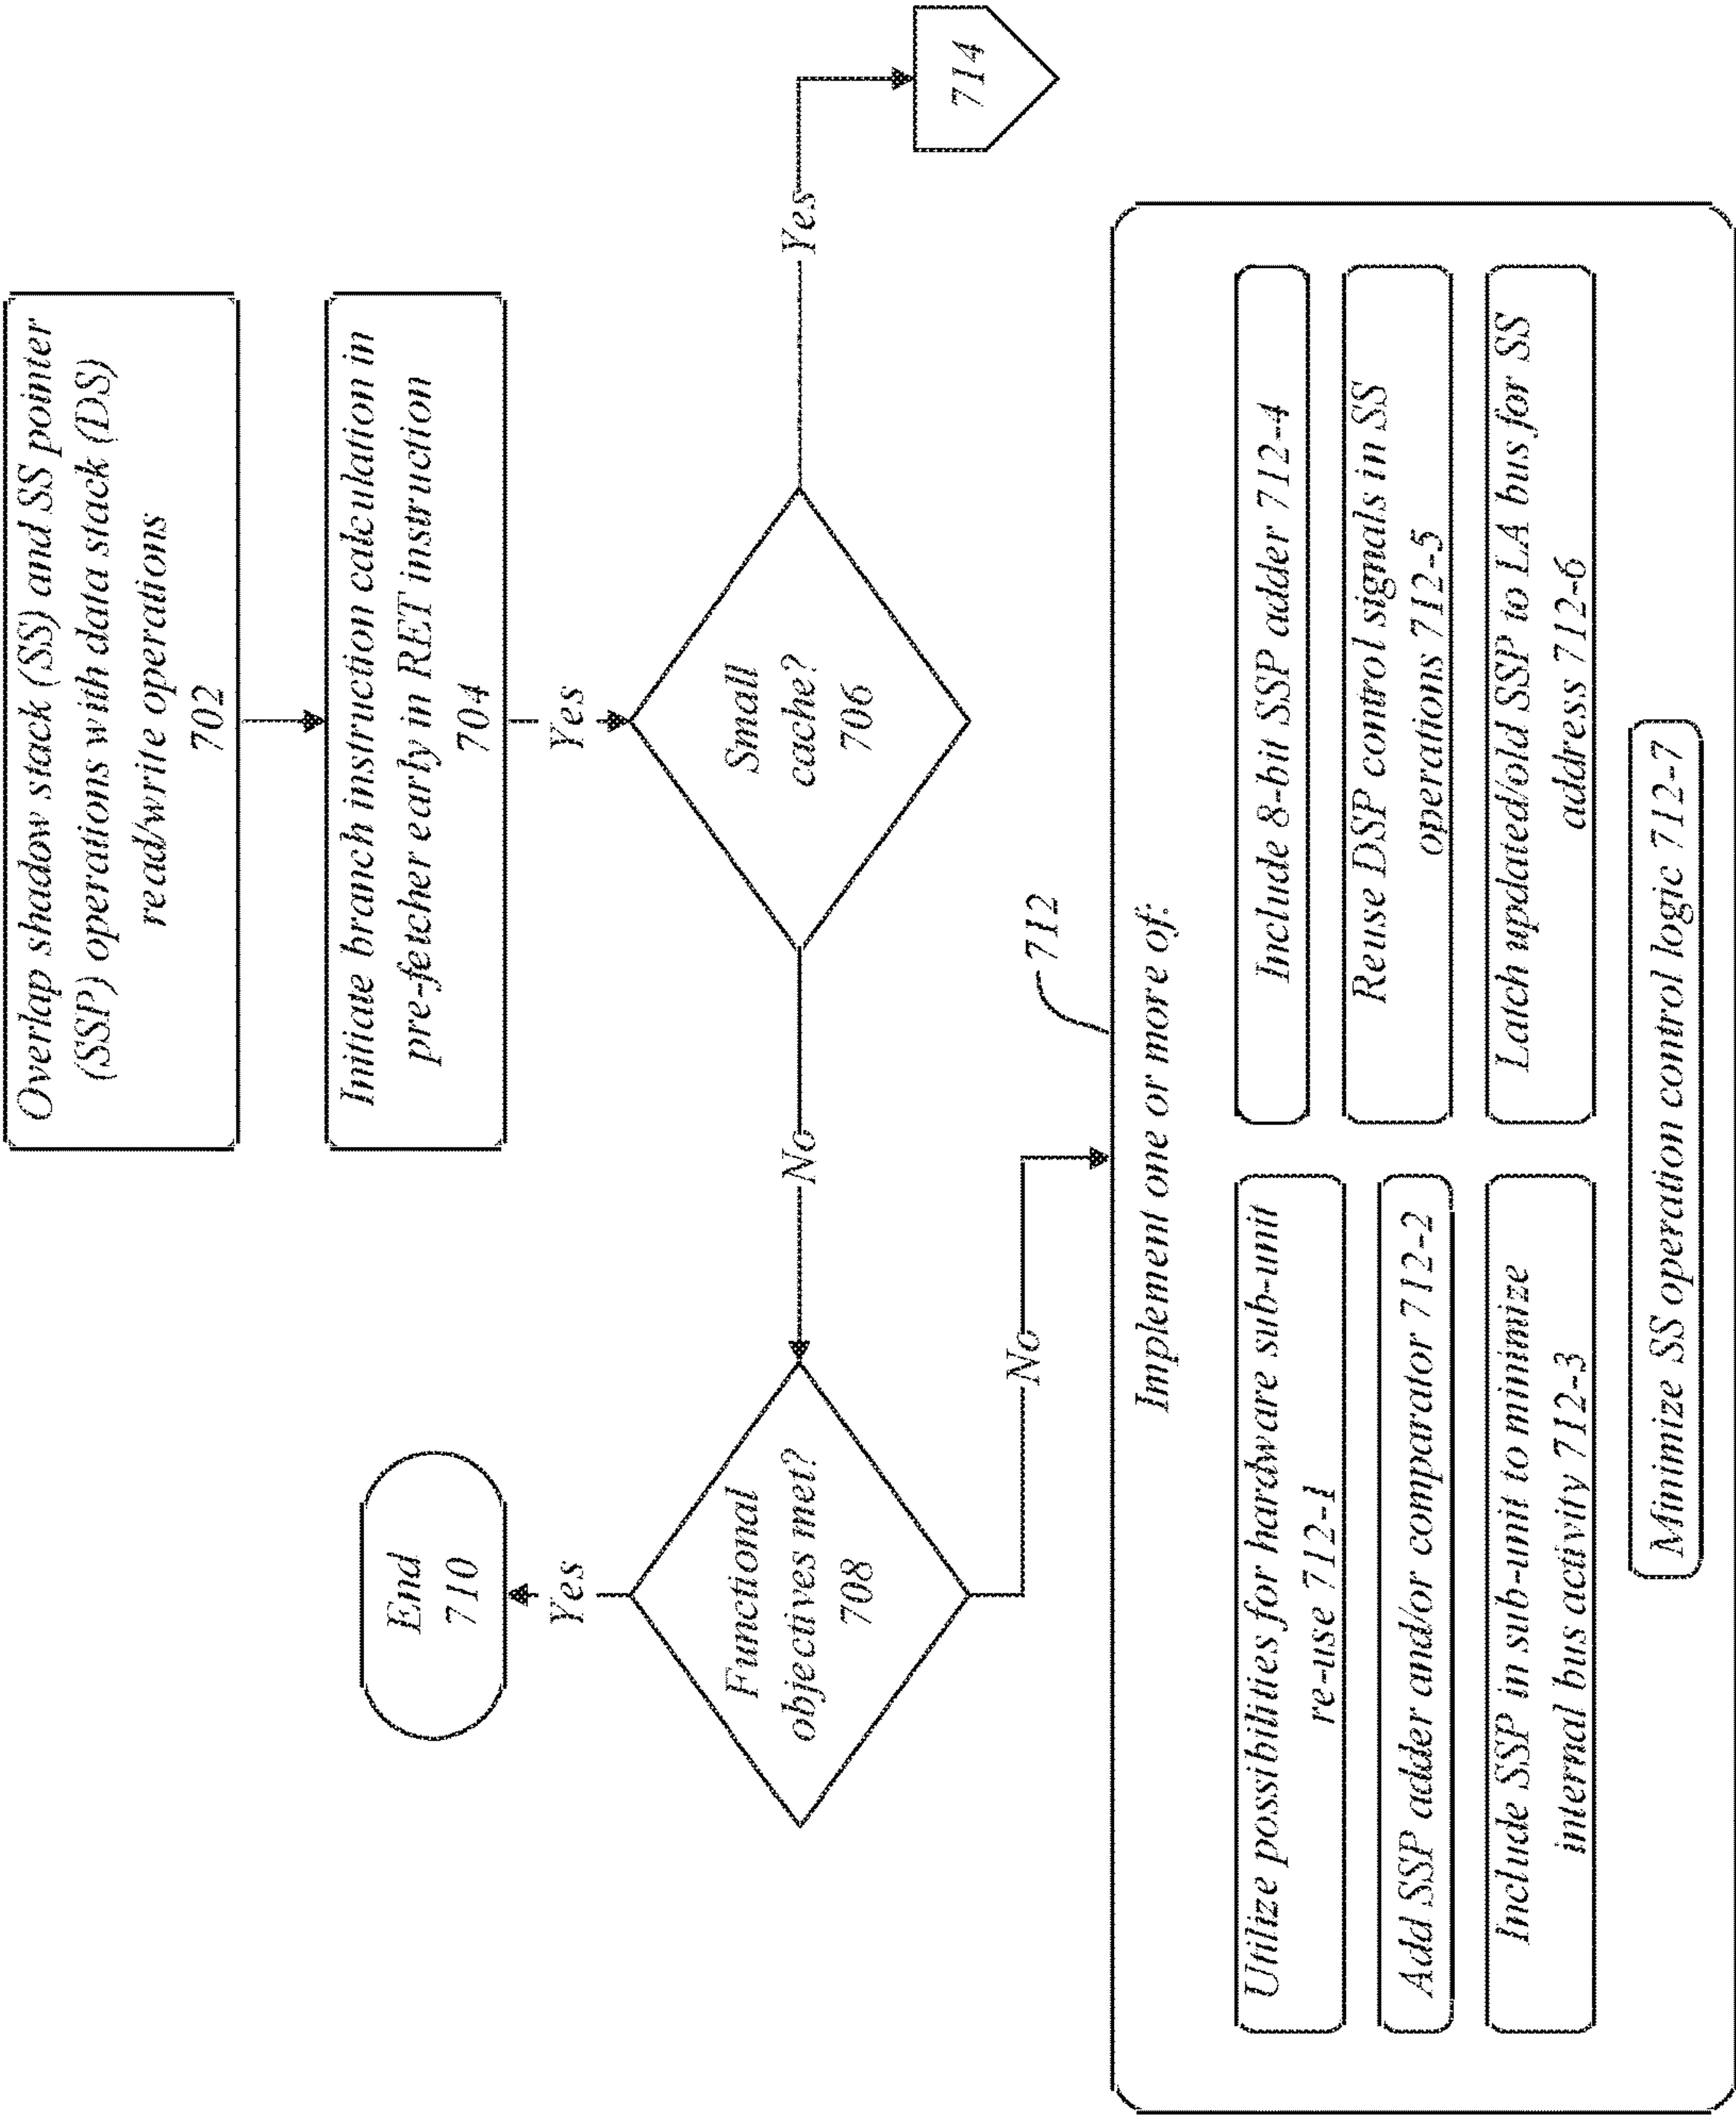 Overlap shadow stack (SS) and SS pointer
(SSP) operations with data stack (DS)
read/write operations
702
Initiate branch instruction calculation in
pre-fetcher early in RET instruction
704
Yes
Small
cache?
706
Yes
714
No
Functional
objectives met?
708
Yes
End
710
No
712
Implement one or more of:
Utilize possibilities for hardware sub-unit
re-use 712-1
Add SSP adder and/or comparator 712-2
Include SSP in sub-unit to minimize
internal bus activity 712-3
Include 8-bit SSP adder 712-4
Reuse DSP control signals in SS
operations 712-5
Latch updated/old SSP to LA bus for SS
address 712-6
Minimize SS operation control logic 712-7